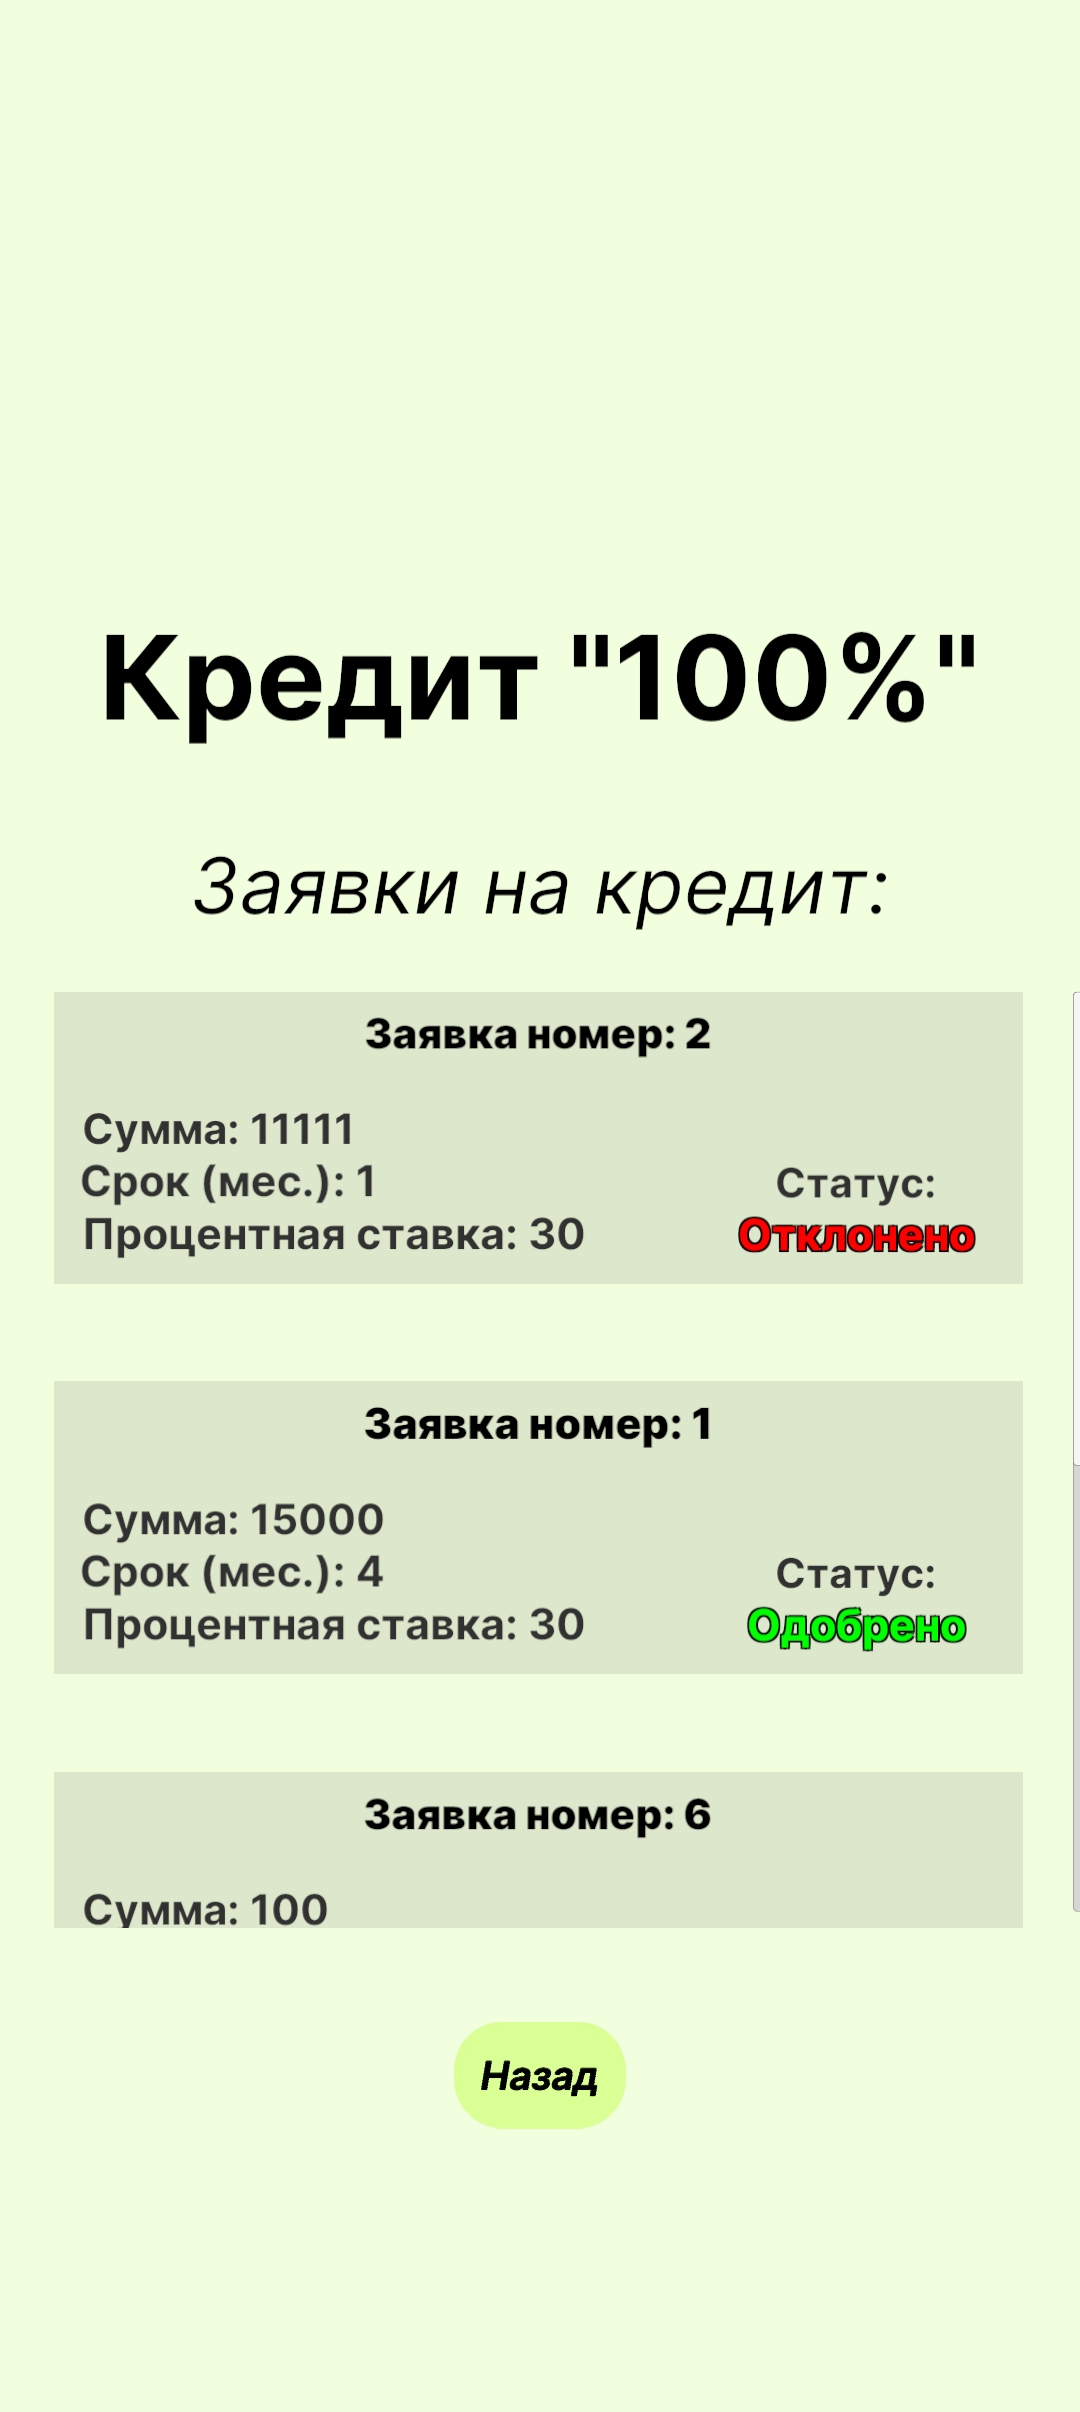 Кредит "100%"
Заявки на кредит:
Заявка номер: 2
Сумма: 11111
Срок (мес.): 1
Процентная ставка: 30
Статус:
Отклонено
Заявка номер: 1
Сумма: 15000
Срок (мес.): 4
Процентная ставка: 30
Статус:
Одобрено
Заявка номер: 6
Сумма: 100
Назад